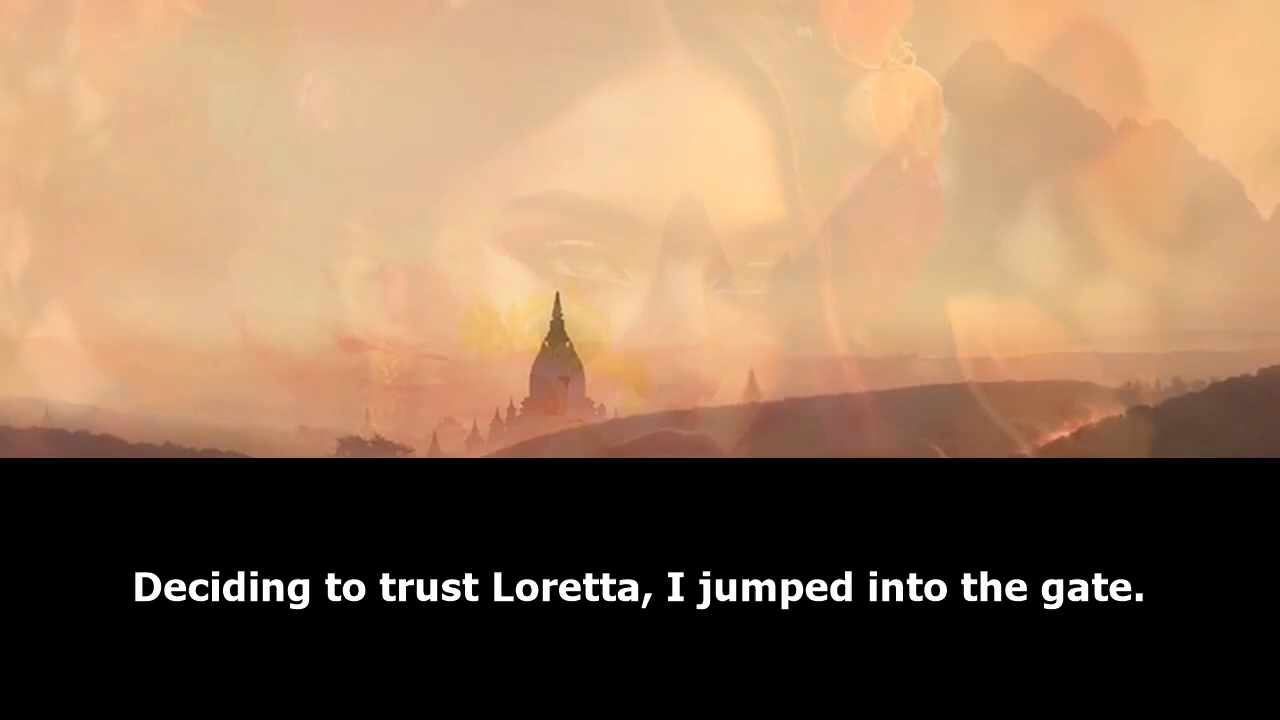 Deciding to trust Loretta, I jumped into the gate.